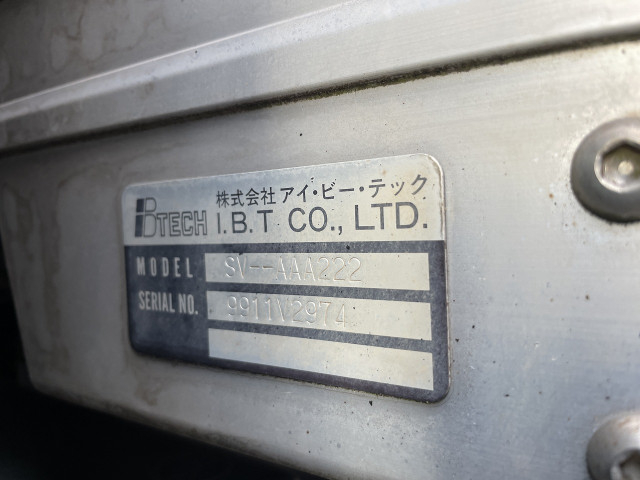 IBTECH 株式会社 アイ・ビー・テック
I.B.T CO., LTD.
MODEL SV--AAA222
SERIAL NO. 9911V2974